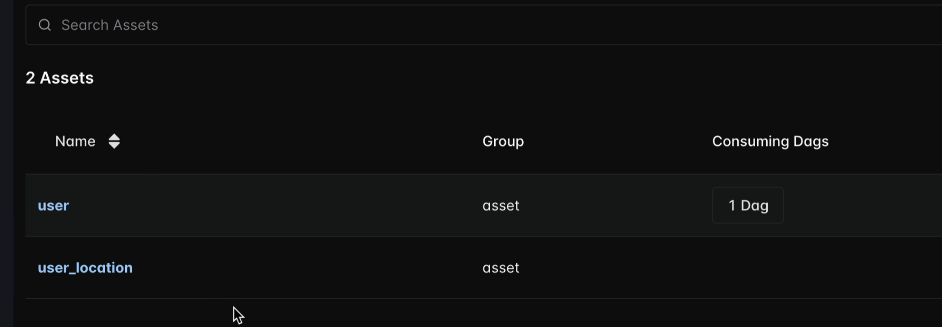 Search Assets
2 Assets
Name Group Consuming Dags
user asset 1 Dag
user_location asset